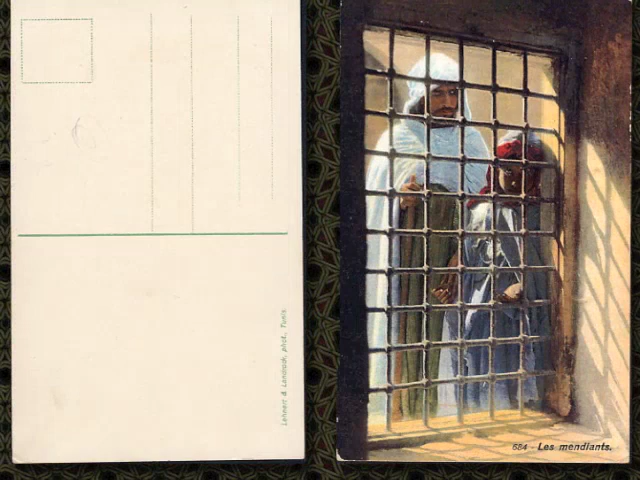 Lehnert & Landrock, phot., Tunis.
684 - Les mendiants.